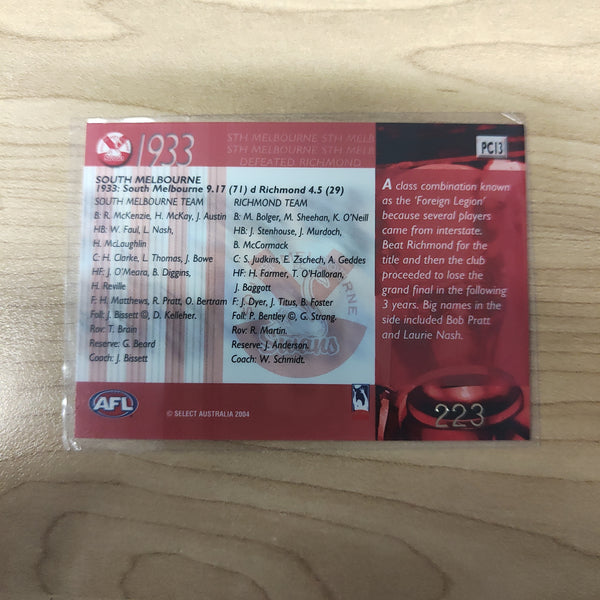 1933
STH MELBOURNE STH MELB
STH MELBOURNE STH MELB
DEFEATED RICHMOND
PC13
SOUTH MELBOURNE
1933: South Melbourne 9.17 (71) d Richmond 4.5 (29)
SOUTH MELBOURNE TEAM
B: R. McKenzie, H. McKay, J. Austin
HB: W. Faul, L. Nash,
H. McLaughlin
C: H. Clarke, L. Thomas, J. Bowe
HF: J. O'Meara, B. Diggins,
H. Reville
F: H. Matthews, R. Pratt, O. Bertram
Foll: J. Bissett ©, D. Kelleher.
Rov: T. Brain
Reserve: G. Beard
Coach: J. Bissett
RICHMOND TEAM
B: M. Bolger, M. Sheehan, K. O'Neill
HB: J. Stenhouse, J. Murdoch,
B. McCormack
C: S. Judkins, E. Zschech, A. Geddes
HF: H. Farmer, T. O'Halloran,
J. Baggott
F: J. Dyer, J. Titus, B. Foster
Foll: P. Bentley ©, G. Strang.
Rov: R. Martin.
Reserve: J. Anderson.
Coach: W. Schmidt.
A class combination known
as the 'Foreign Legion'
because several players
came from interstate.
Beat Richmond for the
title and then the club
proceeded to lose the
grand final in the following
3 years. Big names in the
side included Bob Pratt
and Laurie Nash.
AFL
© SELECT AUSTRALIA 2004
223